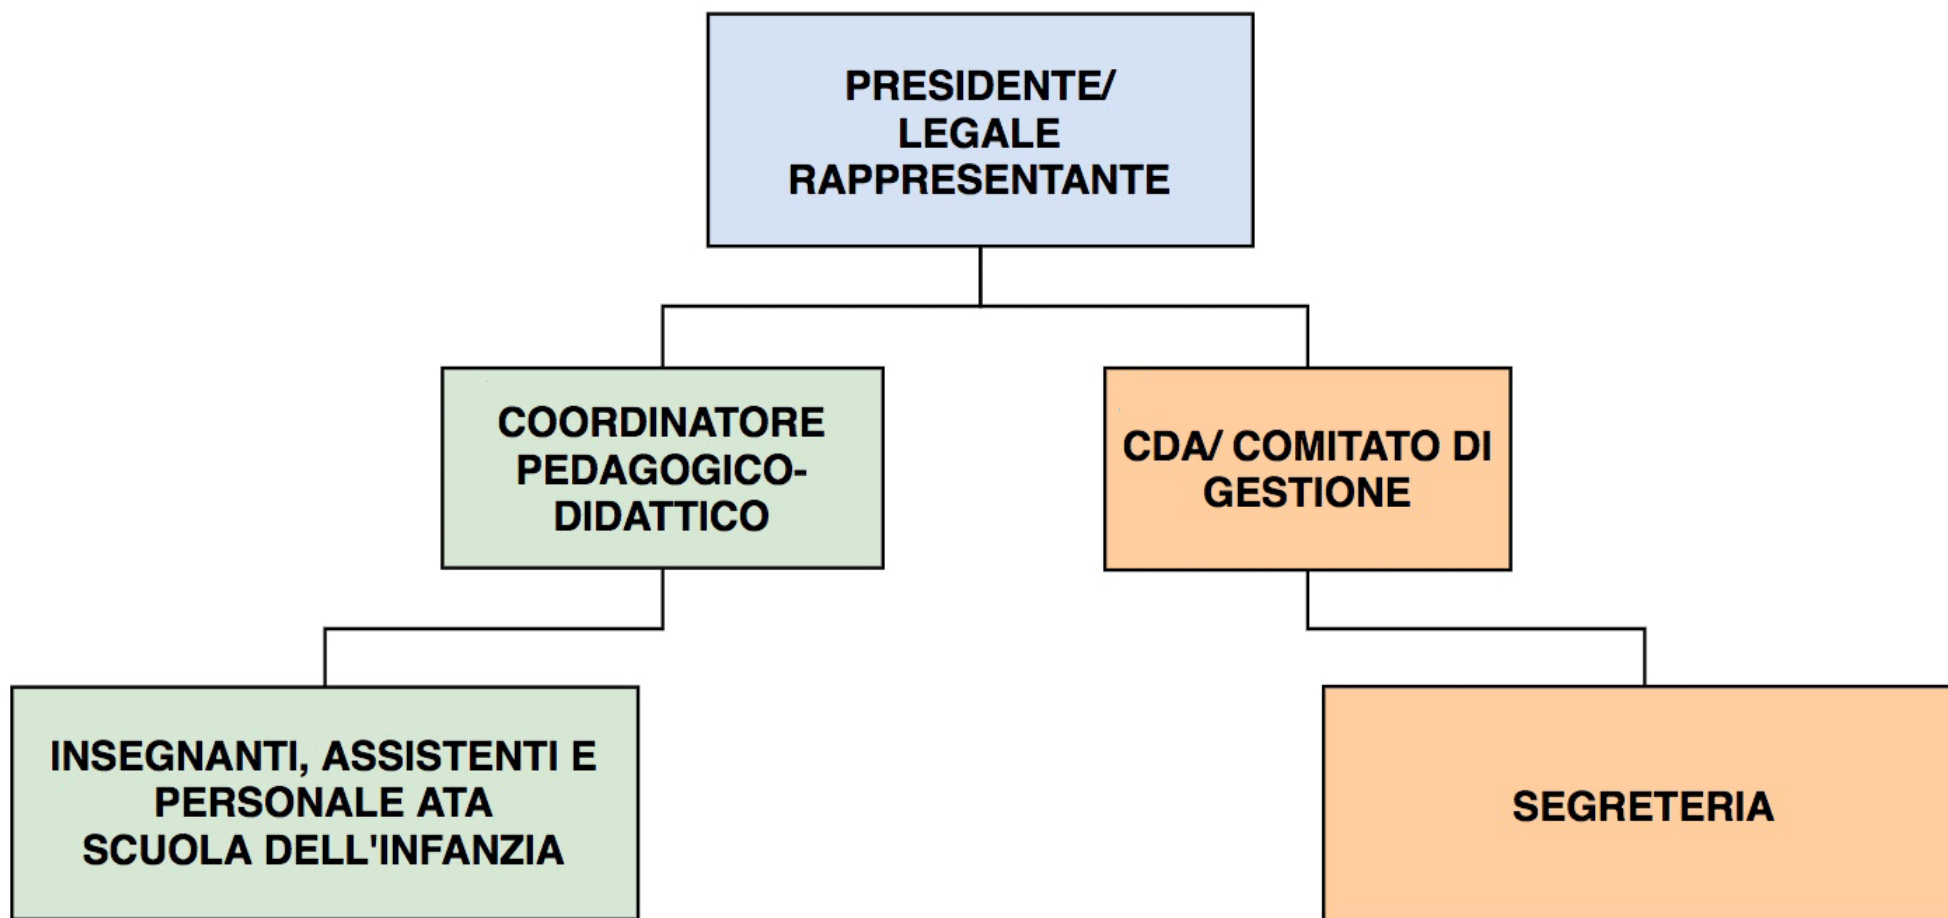 PRESIDENTE/
LEGALE
RAPPRESENTANTE
COORDINATORE
PEDAGOGICO-
DIDATTICO
CDA/ COMITATO DI
GESTIONE
INSEGNANTI, ASSISTENTI E
PERSONALE ATA
SCUOLA DELL'INFANZIA
SEGRETERIA